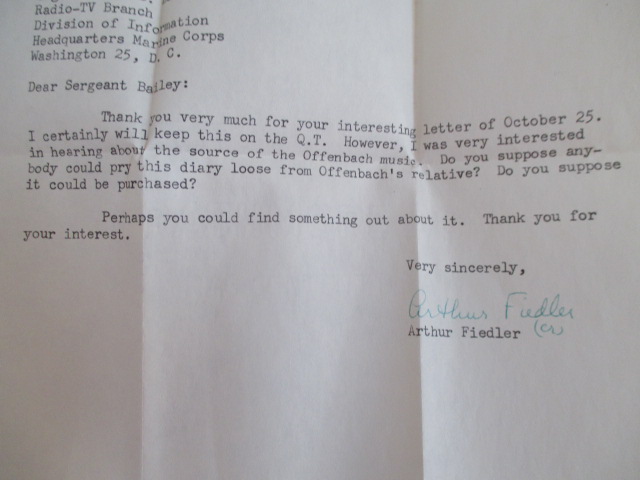 Radio-TV Branch
Division of Information
Headquarters Marine Corps
Washington 25, D. C.
Dear Sergeant Bailey:
Thank you very much for your interesting letter of October 25.
I certainly will keep this on the Q.T. However, I was very interested
in hearing about the source of the Offenbach music. Do you suppose any-
body could pry this diary loose from Offenbach's relative? Do you suppose
it could be purchased?
Perhaps you could find something out about it. Thank you for
your interest.
Very sincerely,
Arthur Fiedler
Arthur Fiedler